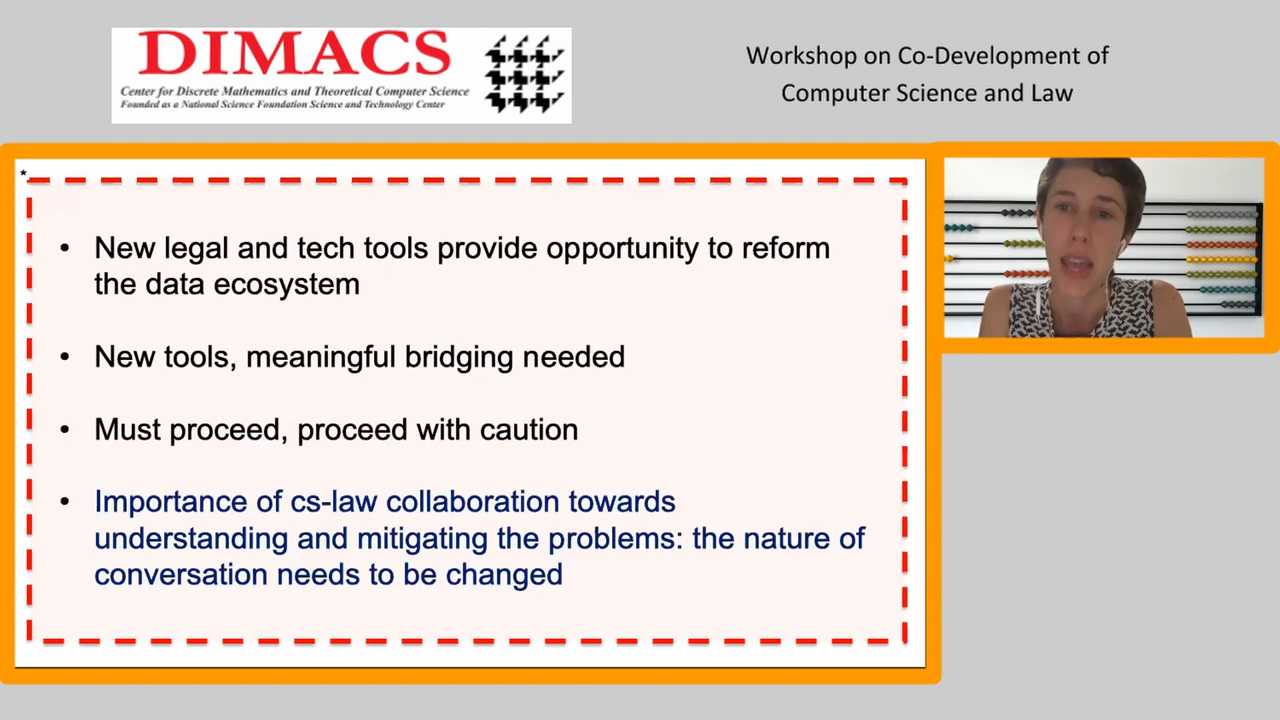 DIMACS
Center for Discrete Mathematics and Theoretical Computer Science
Founded as a National Science Foundation Science and Technology Center
Workshop on Co-Development of
Computer Science and Law
*
• New legal and tech tools provide opportunity to reform
the data ecosystem
• New tools, meaningful bridging needed
• Must proceed, proceed with caution
• Importance of cs-law collaboration towards
understanding and mitigating the problems: the nature of
conversation needs to be changed